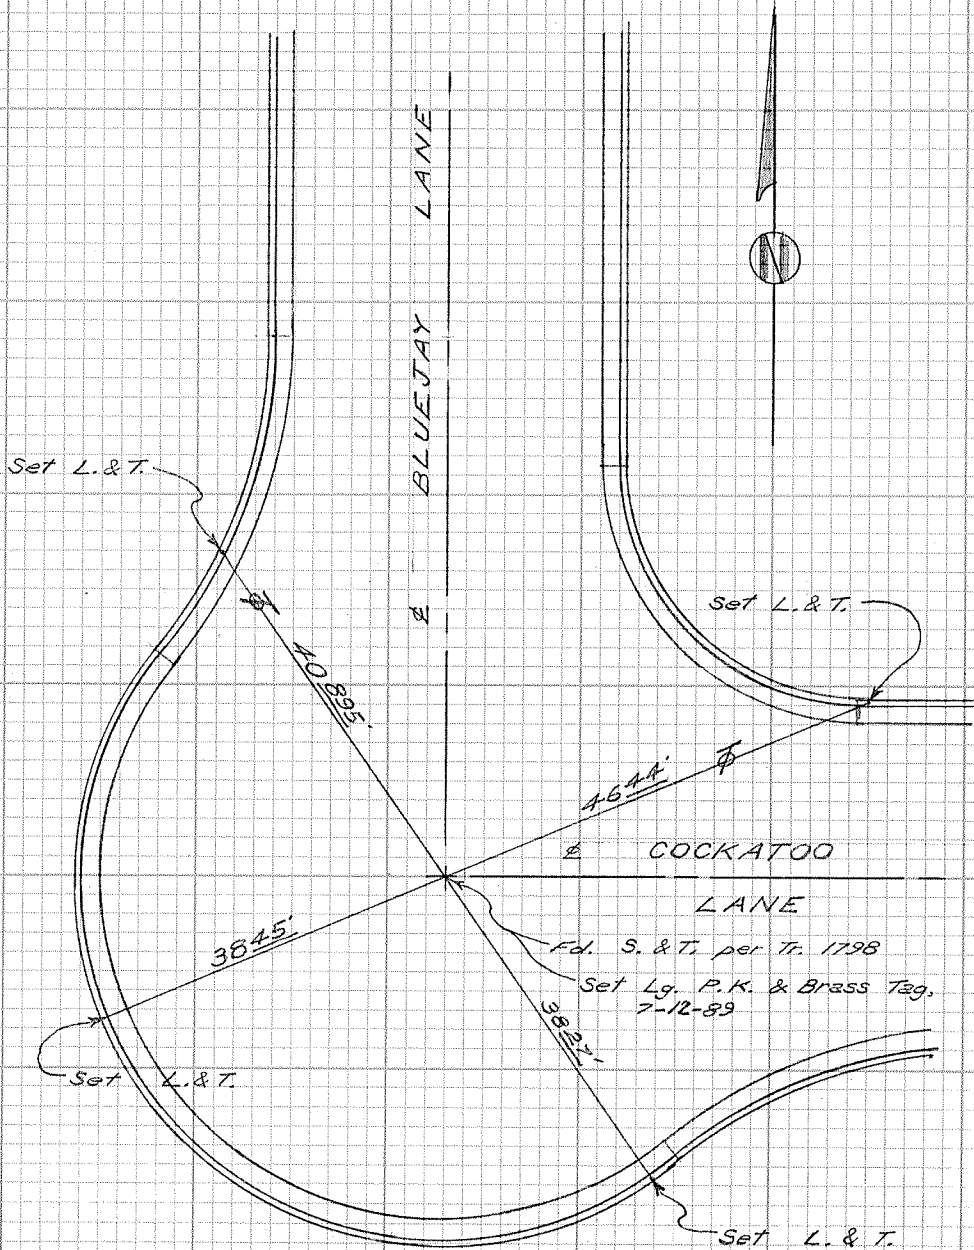 ℄ BLUEJAY LANE
Set L. & T.
Set L. & T.
40.895'
46.44'
℄ COCKATOO
LANE
38.45'
Fd. S. & T. per Tr. 1798
Set Lg. P.K. & Brass Tag,
7-12-89
38.27'
Set L. & T.
Set L. & T.